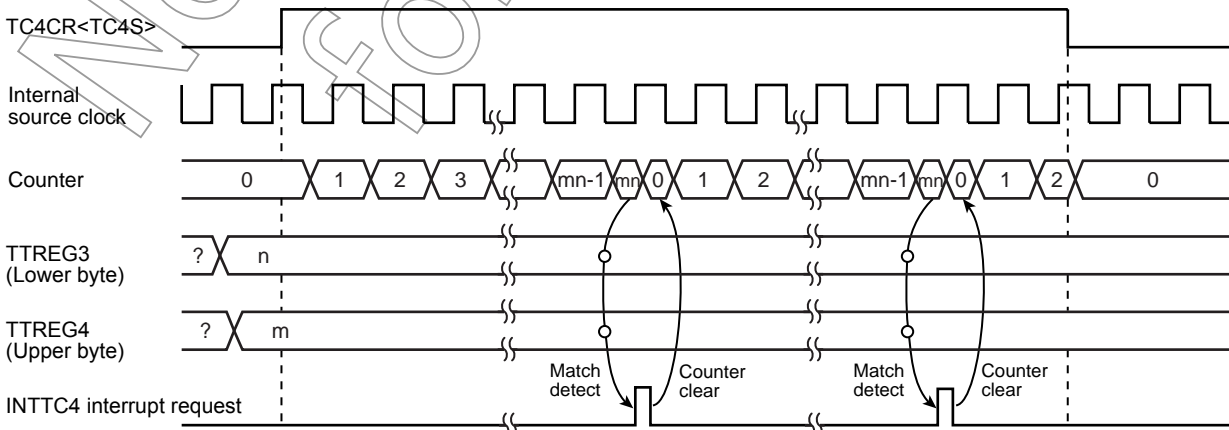 TC4CR<TC4S>
Internal
source clock
Counter
0 1 2 3 mn-1 mn 0 1 2 mn-1 mn 0 1 2 0
TTREG3
(Lower byte)
? n
TTREG4
(Upper byte)
? m
Match
detect
Counter
clear
Match
detect
Counter
clear
INTTC4 interrupt request